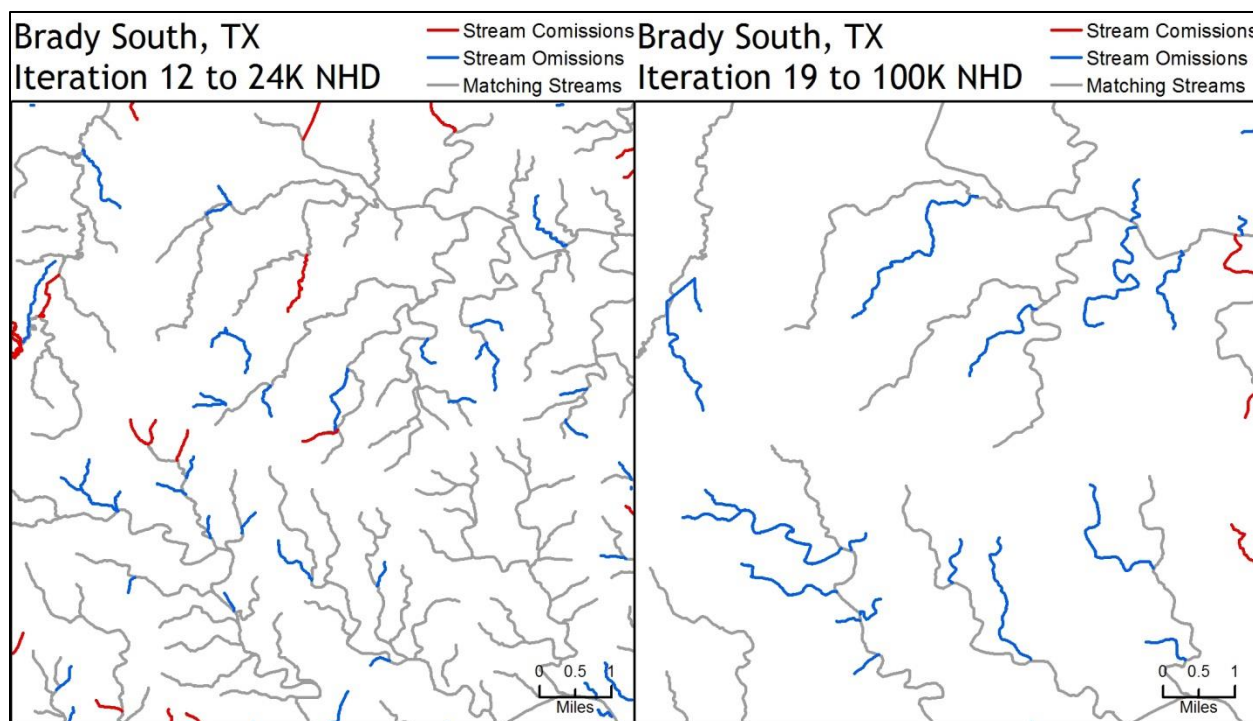 Brady South, TX
Iteration 12 to 24K NHD
Stream Comissions
Stream Omissions
Matching Streams
0 0.5 1
Miles
Brady South, TX
Iteration 19 to 100K NHD
Stream Comissions
Stream Omissions
Matching Streams
0 0.5 1
Miles